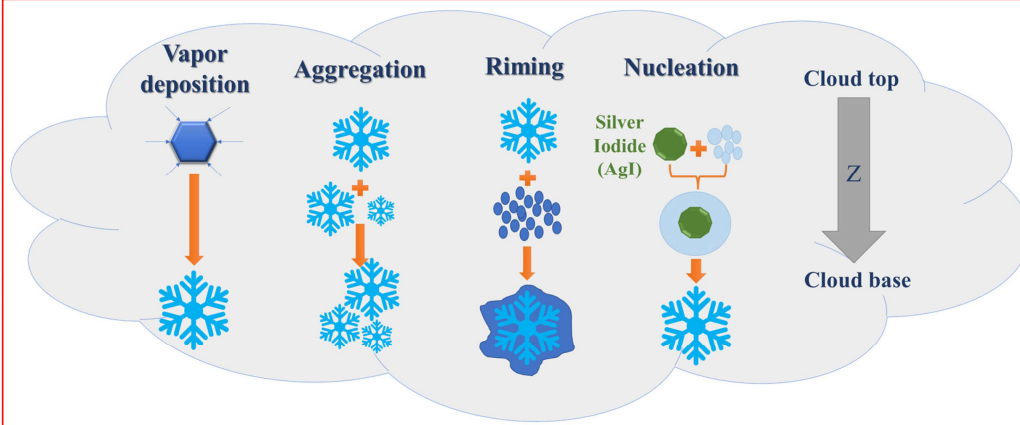 Vapor
deposition
Aggregation
Riming
Nucleation
Silver
Iodide
(AgI)
Cloud top
Z
Cloud base